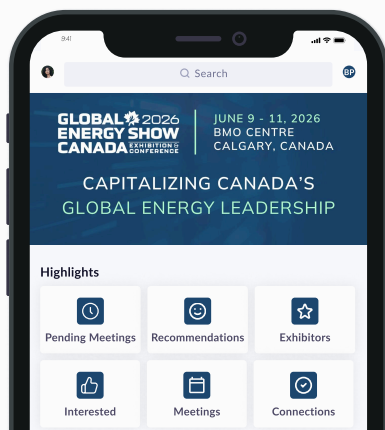 9:41
Search
BP
GLOBAL 2026
ENERGY SHOW
CANADA EXHIBITION & CONFERENCE
JUNE 9 - 11, 2026
BMO CENTRE
CALGARY, CANADA
CAPITALIZING CANADA'S
GLOBAL ENERGY LEADERSHIP
Highlights
Pending Meetings
Recommendations
Exhibitors
Interested
Meetings
Connections